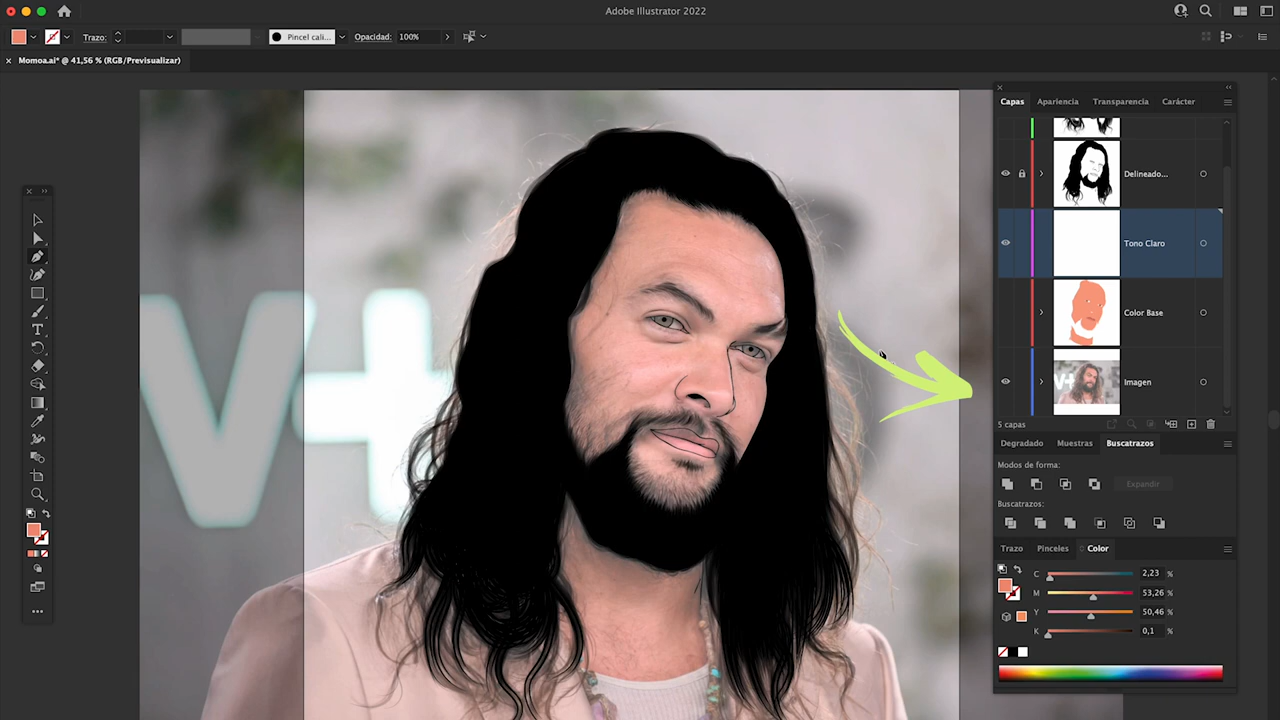 Adobe Illustrator 2022
Trazo:
Pincel cali...
Opacidad:
100%
Momoa.ai* @ 41,56 % (RGB/Previsualizar)
Capas
Apariencia
Transparencia
Carácter
Delineado...
Tono Claro
Color Base
Imagen
5 capas
Degradado
Muestras
Buscatrazos
Modos de forma:
Expandir
Buscatrazos:
Trazo
Pinceles
Color
C 2,23 %
M 53,26 %
Y 50,46 %
K 0,1 %
V+